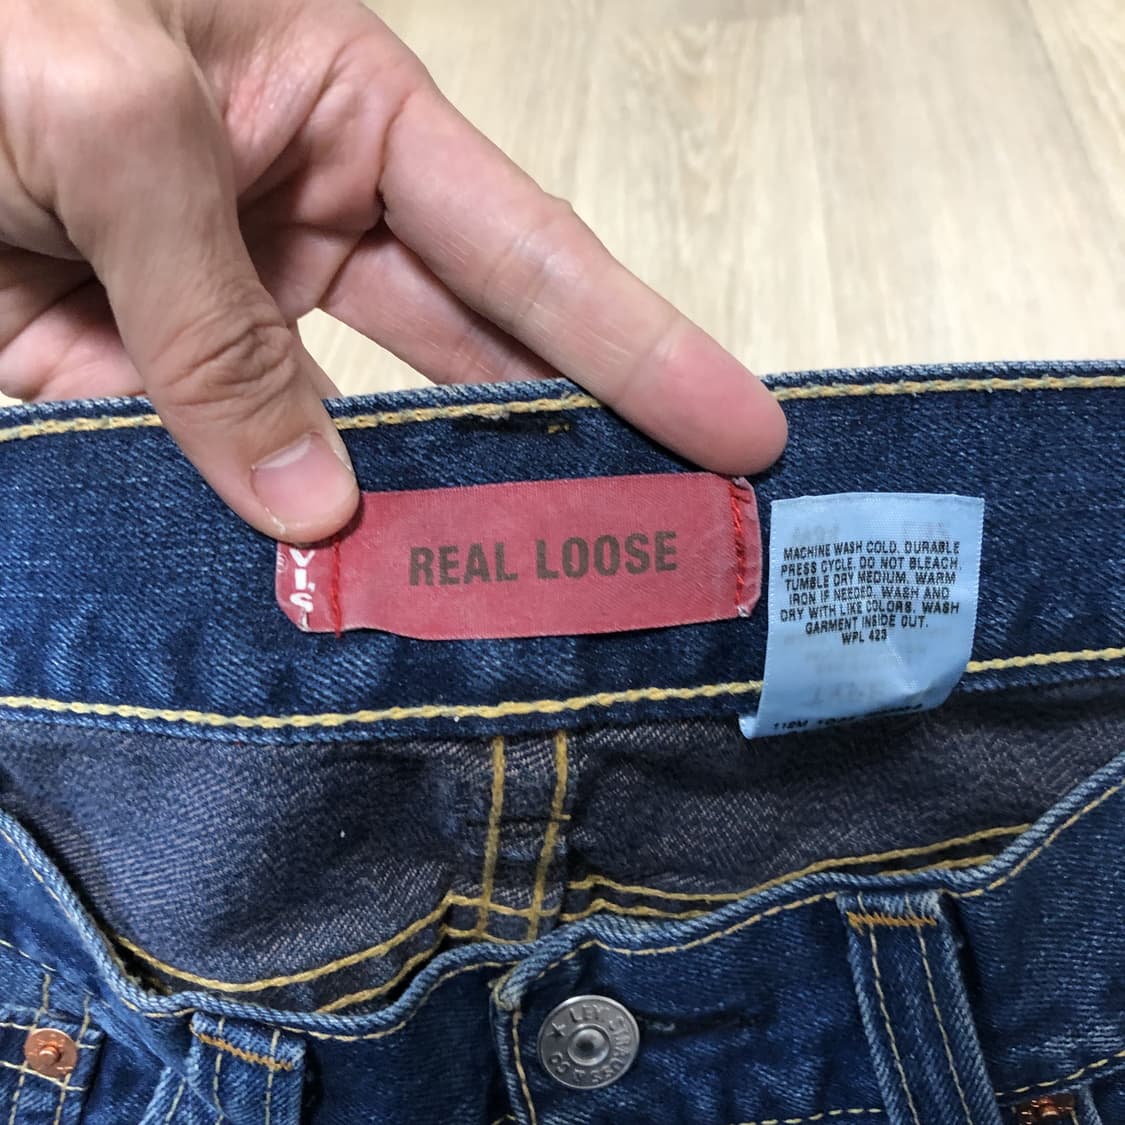 REAL LOOSE
MACHINE WASH COLD. DURABLE
PRESS CYCLE. DO NOT BLEACH.
TUMBLE DRY MEDIUM. WARM
IRON IF NEEDED. WASH AND
DRY WITH LIKE COLORS. WASH
GARMENT INSIDE OUT.
WPL 423
LEVI STRAUSS & CO